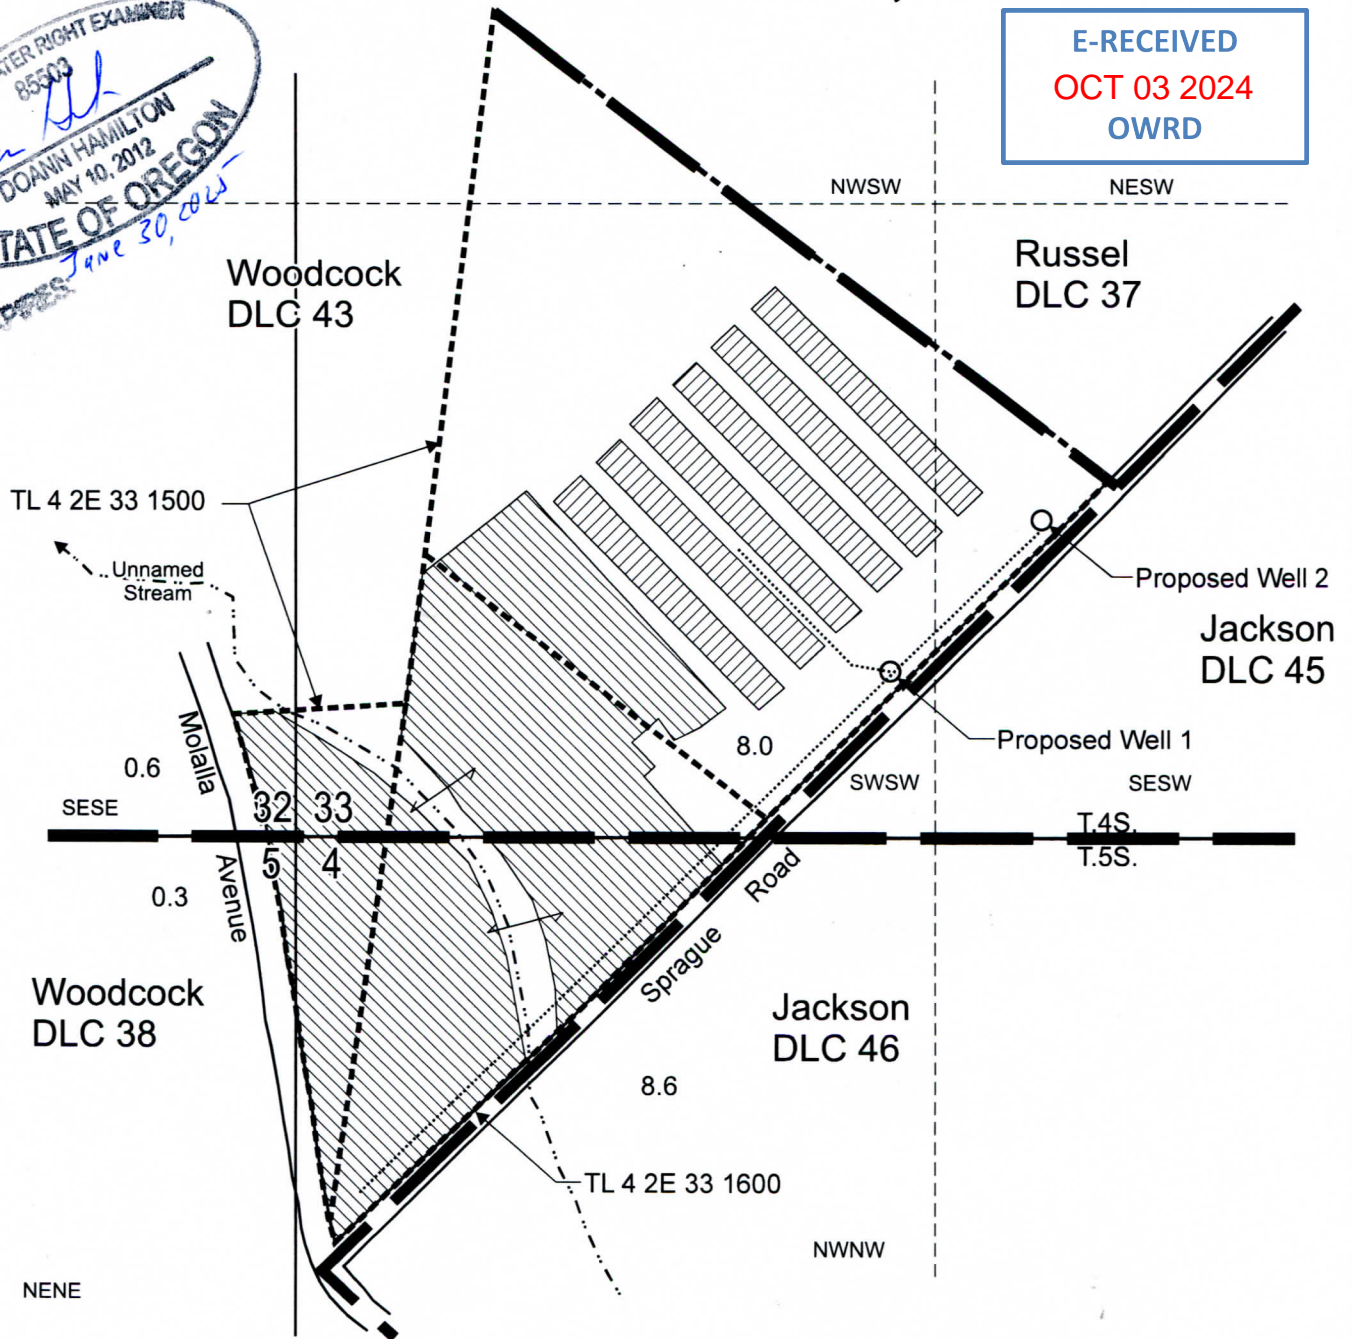 WATER RIGHT EXAMINER
85503
DOANN HAMILTON
MAY 10, 2012
STATE OF OREGON
June 30, 2025
E-RECEIVED
OCT 03 2024
OWRD
NWSW
NESW
Woodcock
DLC 43
Russel
DLC 37
TL 4 2E 33 1500
Unnamed
Stream
Proposed Well 2
Jackson
DLC 45
Molalla
Avenue
8.0
Proposed Well 1
0.6
SWSW
SESW
SESE
32 33
T.4S.
T.5S.
5 4
0.3
Sprague Road
Woodcock
DLC 38
Jackson
DLC 46
8.6
TL 4 2E 33 1600
NWNW
NENE